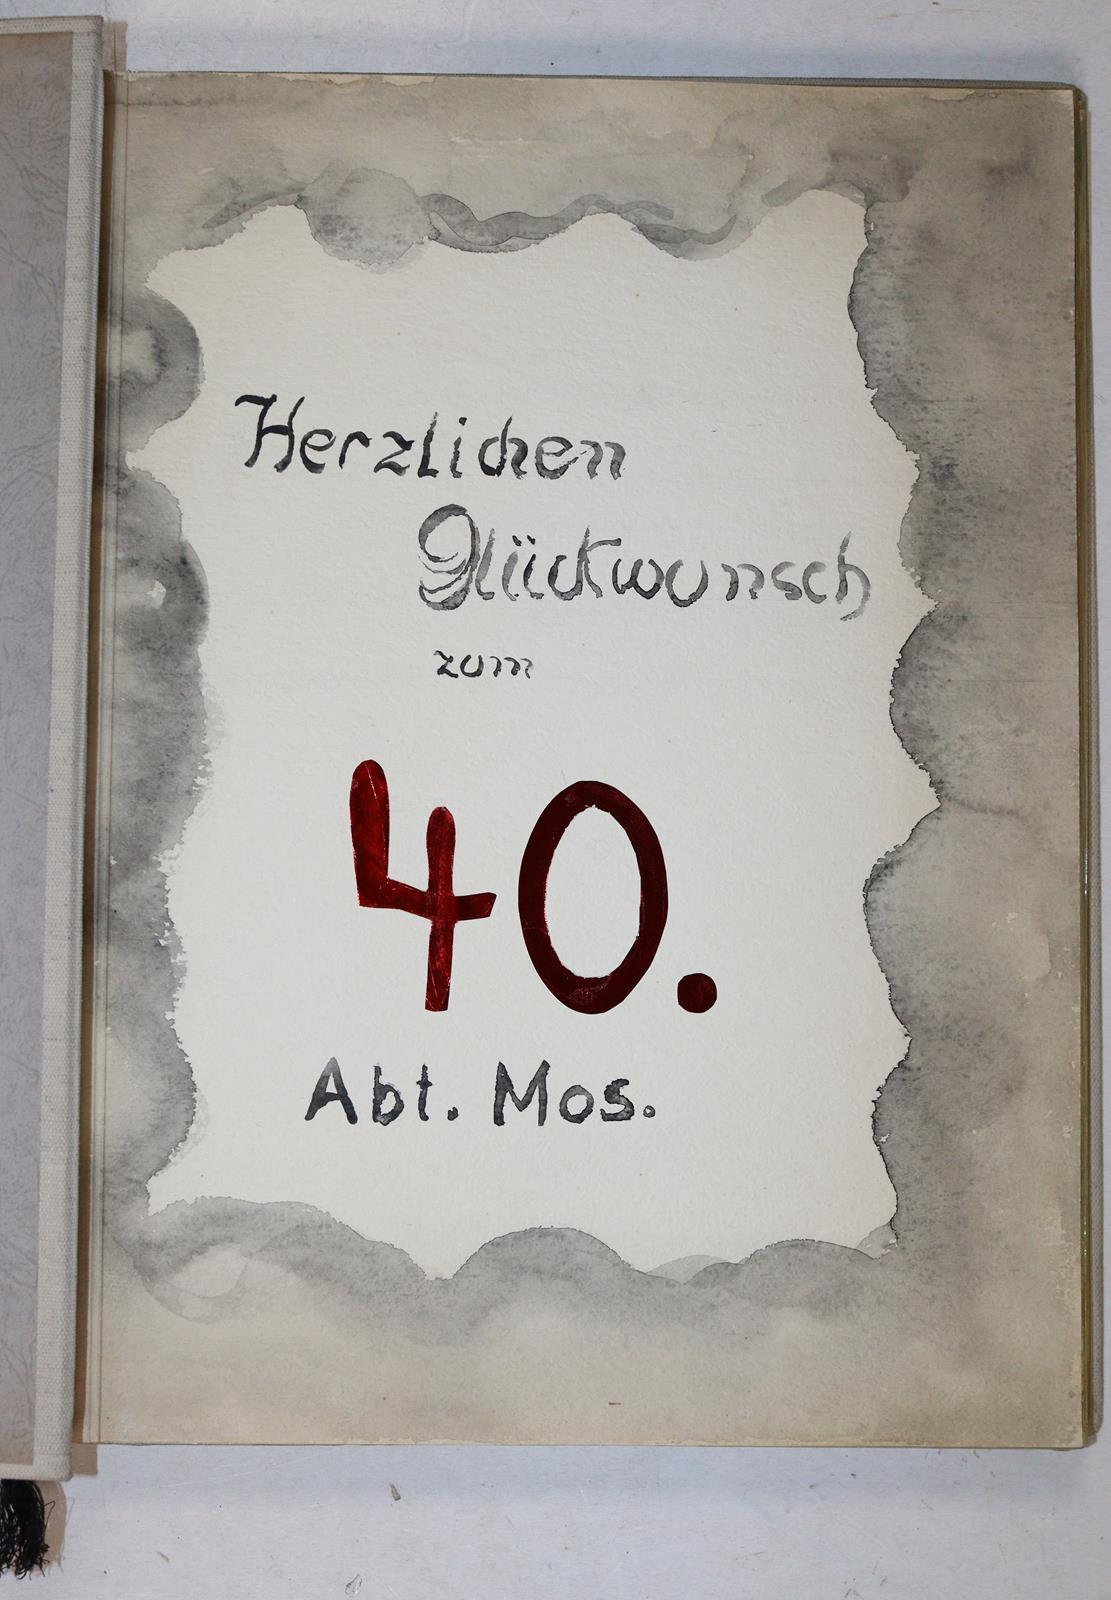 Herzlichen
Glückwunsch
zum
40.
Abt. Mos.